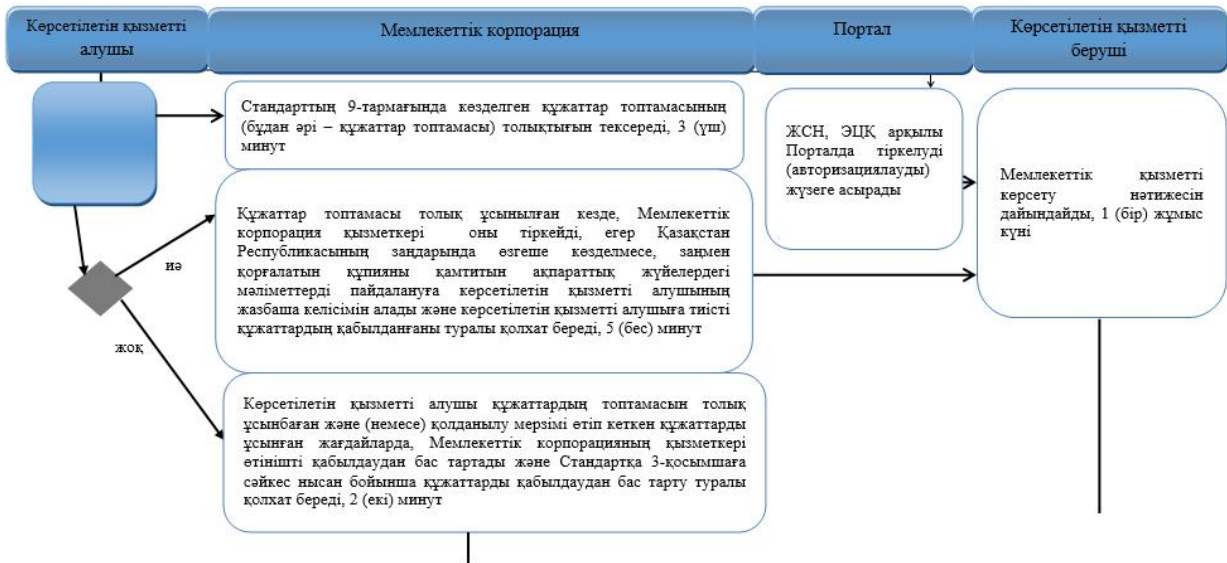 Көрсетілетін қызметті
алушы
Мемлекеттік корпорация
Портал
Көрсетілетін қызметті
беруші
Стандарттың 9-тармағында көзделген құжаттар топтамасының
(бұдан әрі – құжаттар топтамасы) толықтығын тексереді, 3 (үш)
минут
ЖСН, ЭЦҚ арқылы
Порталда тіркелуді
(авторизациялауды)
жүзеге асырады
Мемлекеттік қызметті
көрсету нәтижесін
дайындайды, 1 (бір) жұмыс
күні
иә
Құжаттар топтамасы толық ұсынылған кезде, Мемлекеттік
корпорация қызметкері оны тіркейді, егер Қазақстан
Республикасының заңдарында өзгеше көзделмесе, заңмен
қорғалатын құпияны қамтитын ақпараттық жүйелердегі
мәліметтерді пайдалануға көрсетілетін қызметті алушының
жазбаша келісімін алады және көрсетілетін қызметті алушыға тиісті
құжаттардың қабылданғаны туралы қолхат береді, 5 (бес) минут
жоқ
Көрсетілетін қызметті алушы құжаттардың топтамасын толық
ұсынбаған және (немесе) қолданылу мерзімі өтіп кеткен құжаттарды
ұсынған жағдайларда, Мемлекеттік корпорацияның қызметкері
өтінішті қабылдаудан бас тартады және Стандартқа 3-қосымшаға
сәйкес нысан бойынша құжаттарды қабылдаудан бас тарту туралы
қолхат береді, 2 (екі) минут